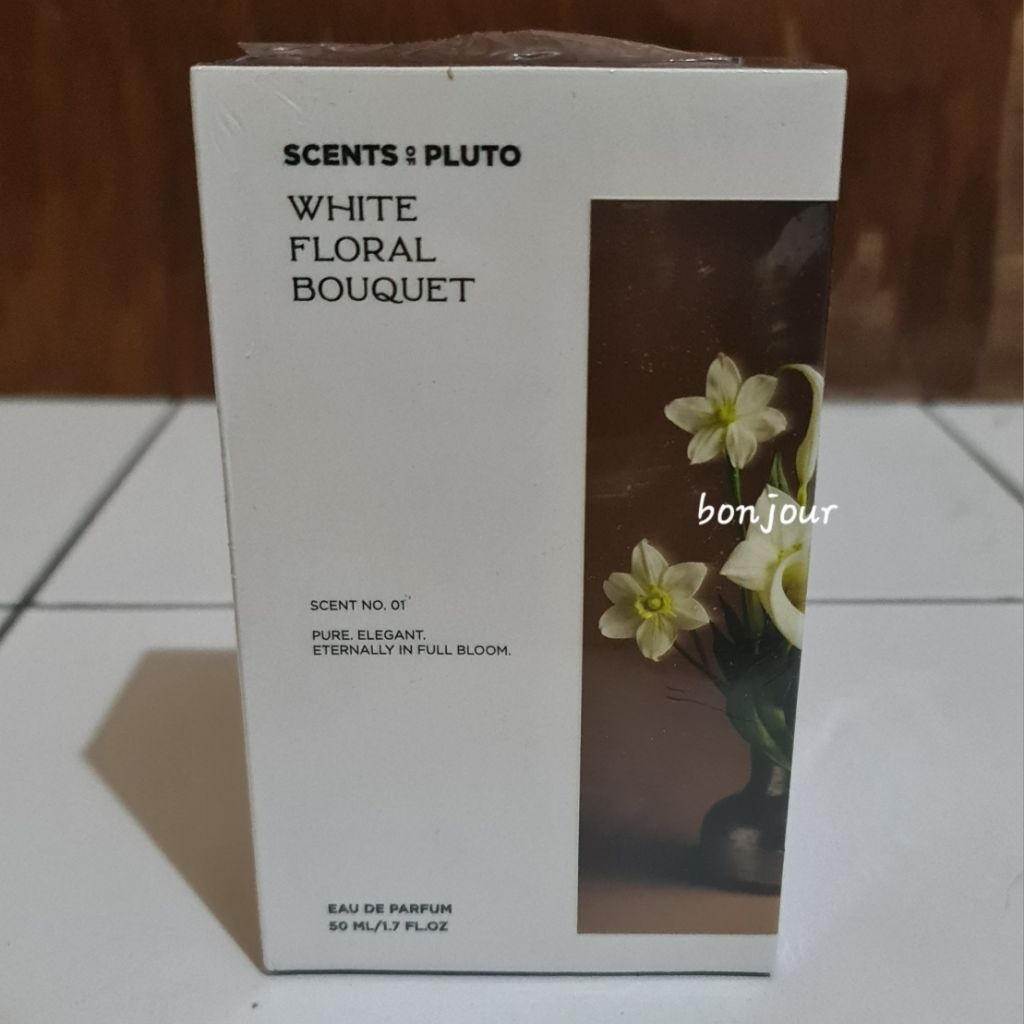 SCENTS OF PLUTO
WHITE
FLORAL
BOUQUET
bonjour
SCENT NO. 01
PURE. ELEGANT.
ETERNALLY IN FULL BLOOM.
EAU DE PARFUM
50 ML/1.7 FL.OZ